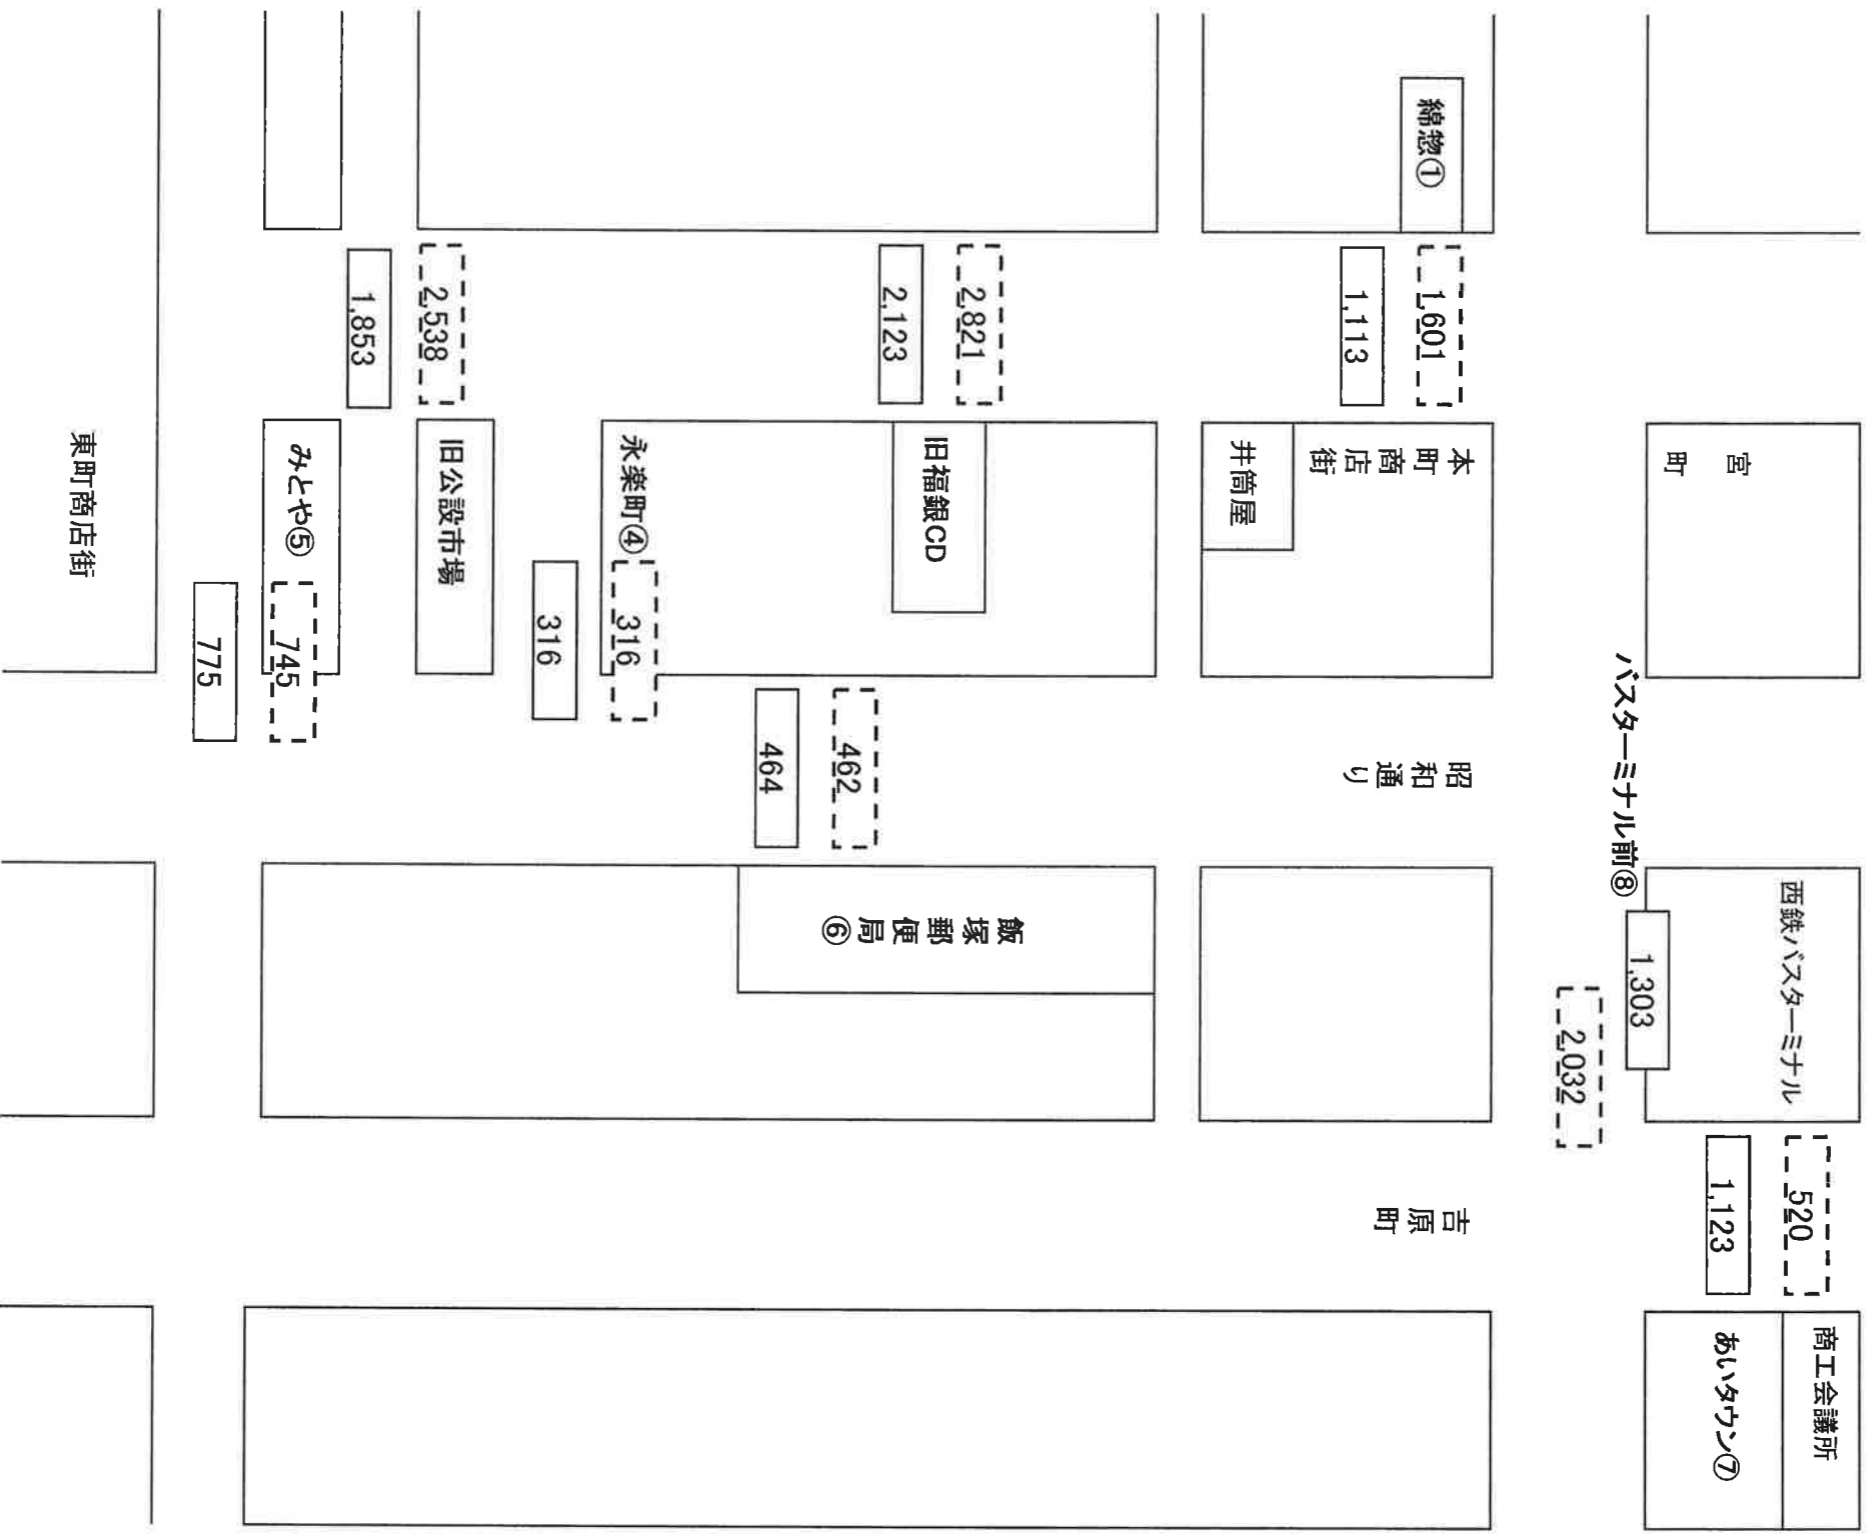 宮町
西鉄バスターミナル
商工会議所
520
1,123
あいタウン⑦
バスターミナル前⑧
1,303
2,032
綿惣①
1,601
1,113
本町商店街
井筒屋
昭和通り
吉原町
2,821
2,123
旧福銀CD
飯塚郵便局⑥
462
464
永楽町④
316
316
2,538
1,853
旧公設市場
みとや⑤
745
775
東町商店街